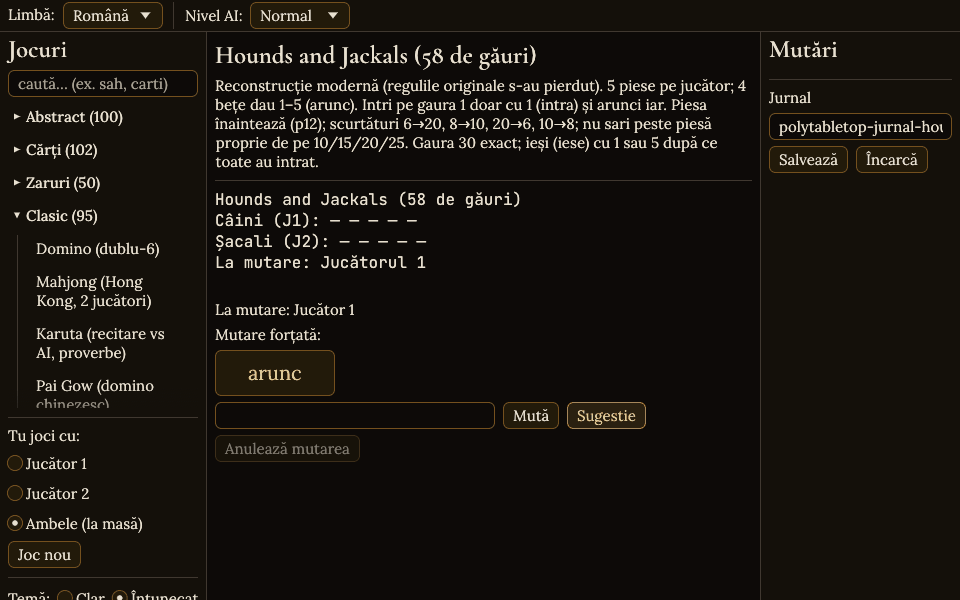 Limbă: Română Nivel AI: Normal
Jocuri
caută... (ex. sah, carti)
Abstract (100)
Cărți (102)
Zaruri (50)
Clasic (95)
Domino (dublu-6)
Mahjong (Hong
Kong, 2 jucători)
Karuta (recitare vs
AI, proverbe)
Pai Gow (domino
chinezesc)
Tu joci cu:
Jucător 1
Jucător 2
Ambele (la masă)
Joc nou
Temă: Clar Întunecat
Hounds and Jackals (58 de găuri)
Reconstrucție modernă (regulile originale s-au pierdut). 5 piese pe jucător; 4
bețe dau 1–5 (arunc). Intri pe gaura 1 doar cu 1 (intra) și arunci iar. Piesa
înaintează (p12); scurtături 6→20, 8→10, 20→6, 10→8; nu sari peste piesă
proprie de pe 10/15/20/25. Gaura 30 exact; ieși (iese) cu 1 sau 5 după ce
toate au intrat.
Hounds and Jackals (58 de găuri)
Câini (J1): — — — — —
Șacali (J2): — — — — —
La mutare: Jucătorul 1
La mutare: Jucător 1
Mutare forțată:
arunc
Mută Sugestie
Anulează mutarea
Mutări
Jurnal
polytabletop-jurnal-hou
Salvează Încarcă